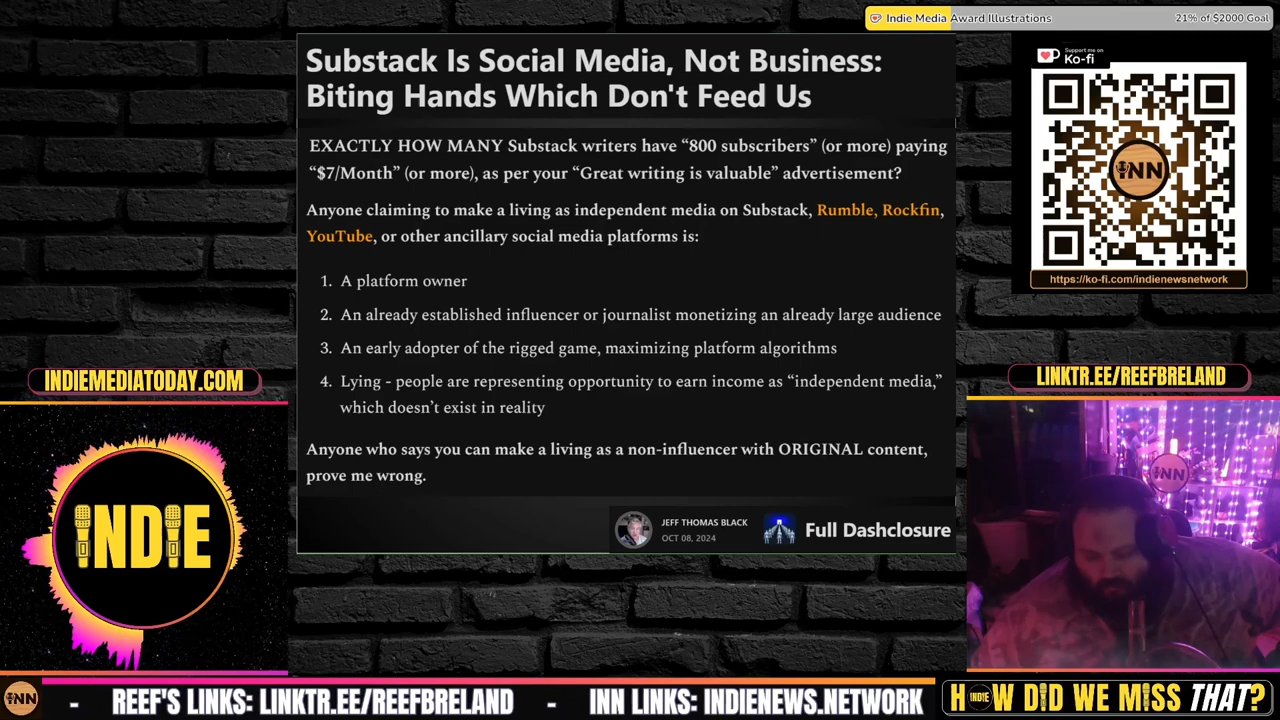 Indie Media Award Illustrations
21% of $2000 Goal
Substack Is Social Media, Not Business:
Biting Hands Which Don't Feed Us
EXACTLY HOW MANY Substack writers have “800 subscribers” (or more) paying
“$7/Month” (or more), as per your “Great writing is valuable” advertisement?
Anyone claiming to make a living as independent media on Substack, Rumble, Rockfin,
YouTube, or other ancillary social media platforms is:
1. A platform owner
2. An already established influencer or journalist monetizing an already large audience
3. An early adopter of the rigged game, maximizing platform algorithms
4. Lying - people are representing opportunity to earn income as “independent media,”
which doesn’t exist in reality
Anyone who says you can make a living as a non-influencer with ORIGINAL content,
prove me wrong.
JEFF THOMAS BLACK
OCT 08, 2024
Full Dashclosure
Support me on
Ko-fi
INN
https://ko-fi.com/indienewsnetwork
INDIEMEDIATODAY.COM
LINKTR.EE/REEFBRELAND
INDIE
INN
INN
- REEF'S LINKS: LINKTR.EE/REEFBRELAND - INN LINKS: INDIENEWS.NETWORK
HOW DID WE MISS THAT?
INDIE